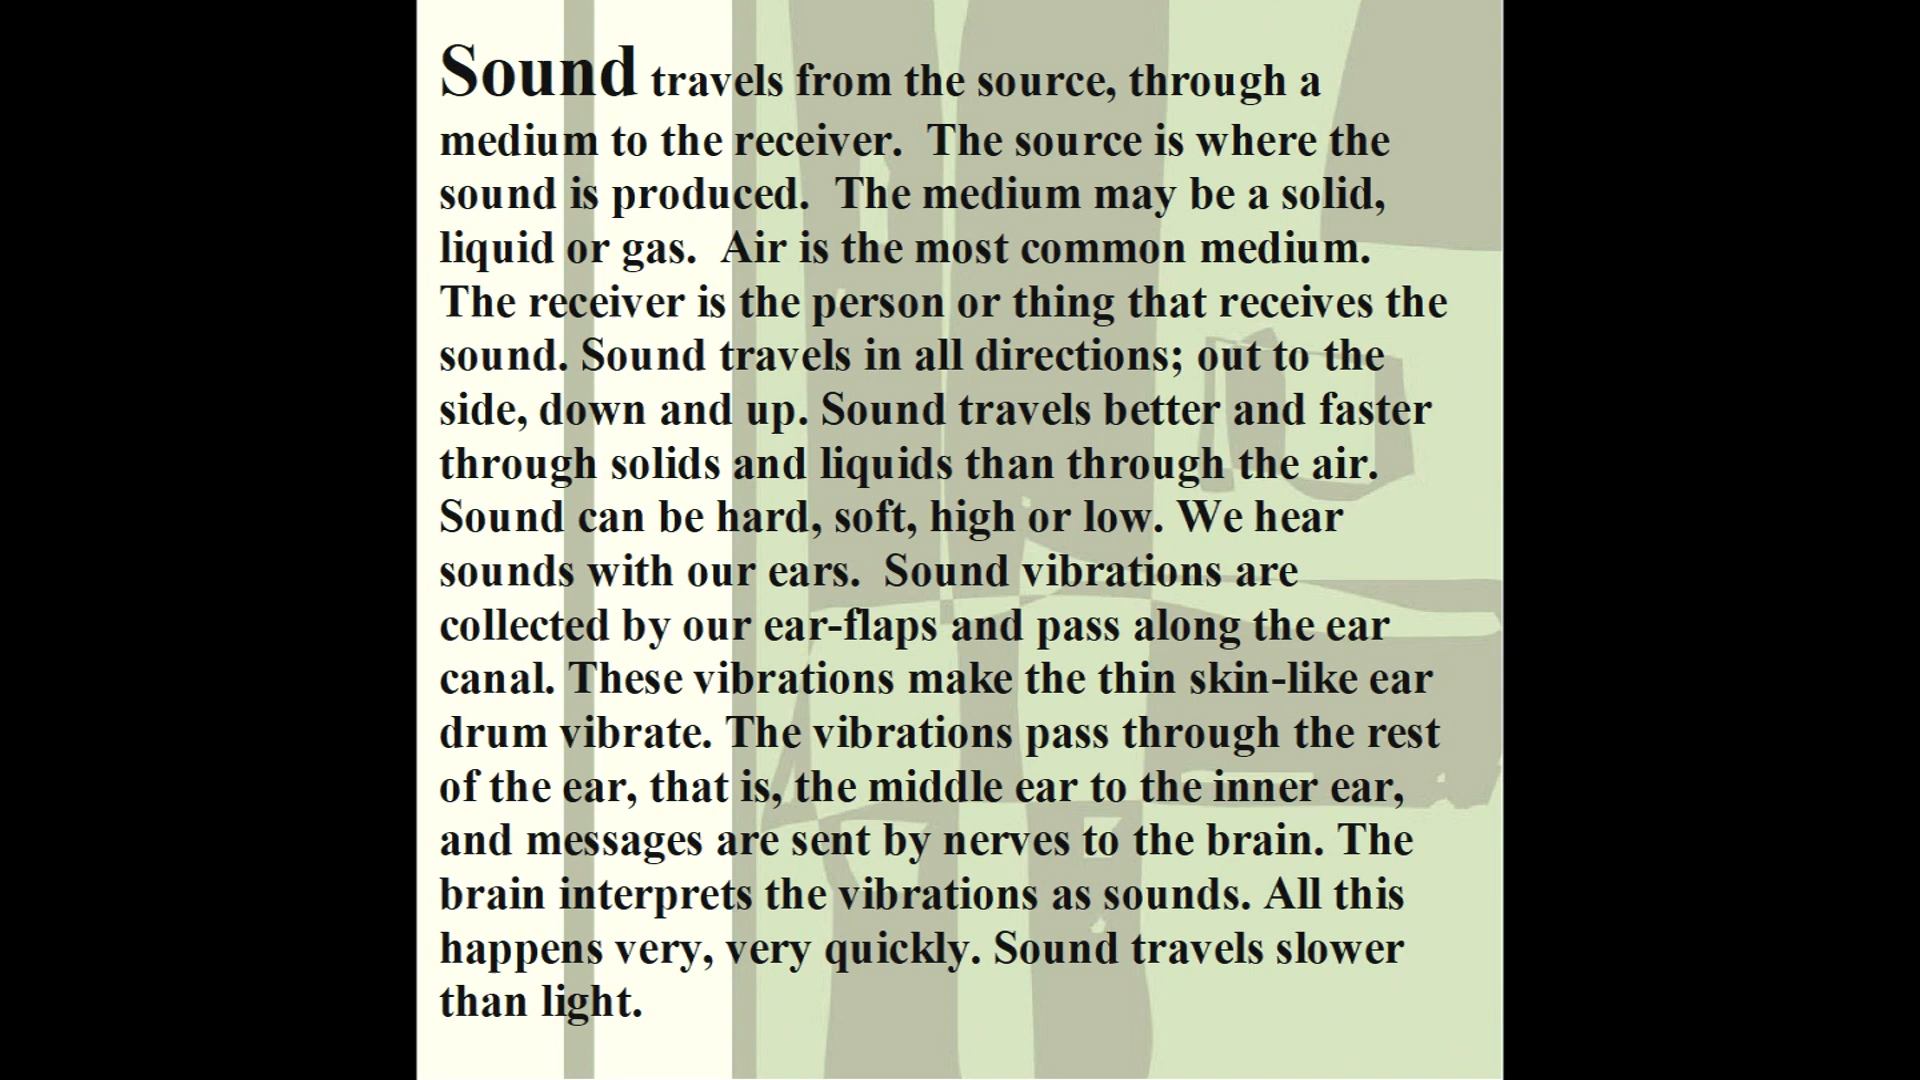 Sound travels from the source, through a
medium to the receiver.  The source is where the
sound is produced.  The medium may be a solid,
liquid or gas.  Air is the most common medium.
The receiver is the person or thing that receives the
sound. Sound travels in all directions; out to the
side, down and up. Sound travels better and faster
through solids and liquids than through the air.
Sound can be hard, soft, high or low. We hear
sounds with our ears.  Sound vibrations are
collected by our ear-flaps and pass along the ear
canal. These vibrations make the thin skin-like ear
drum vibrate. The vibrations pass through the rest
of the ear, that is, the middle ear to the inner ear,
and messages are sent by nerves to the brain. The
brain interprets the vibrations as sounds. All this
happens very, very quickly. Sound travels slower
than light.